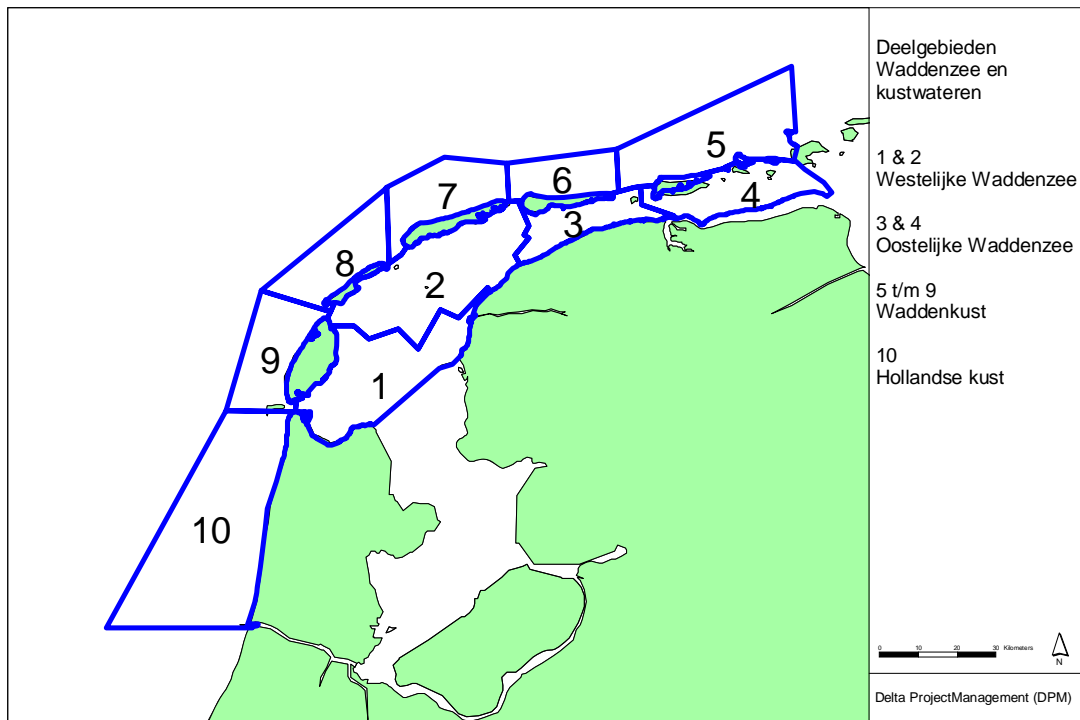 Deelgebieden
Waddenzee en
kustwateren
1 & 2
Westelijke Waddenzee
3 & 4
Oostelijke Waddenzee
5 t/m 9
Waddenkust
10
Hollandse kust
5
6
7
4
3
8
2
9
1
10
0 10 20 30 Kilometers
N
Delta ProjectManagement (DPM)